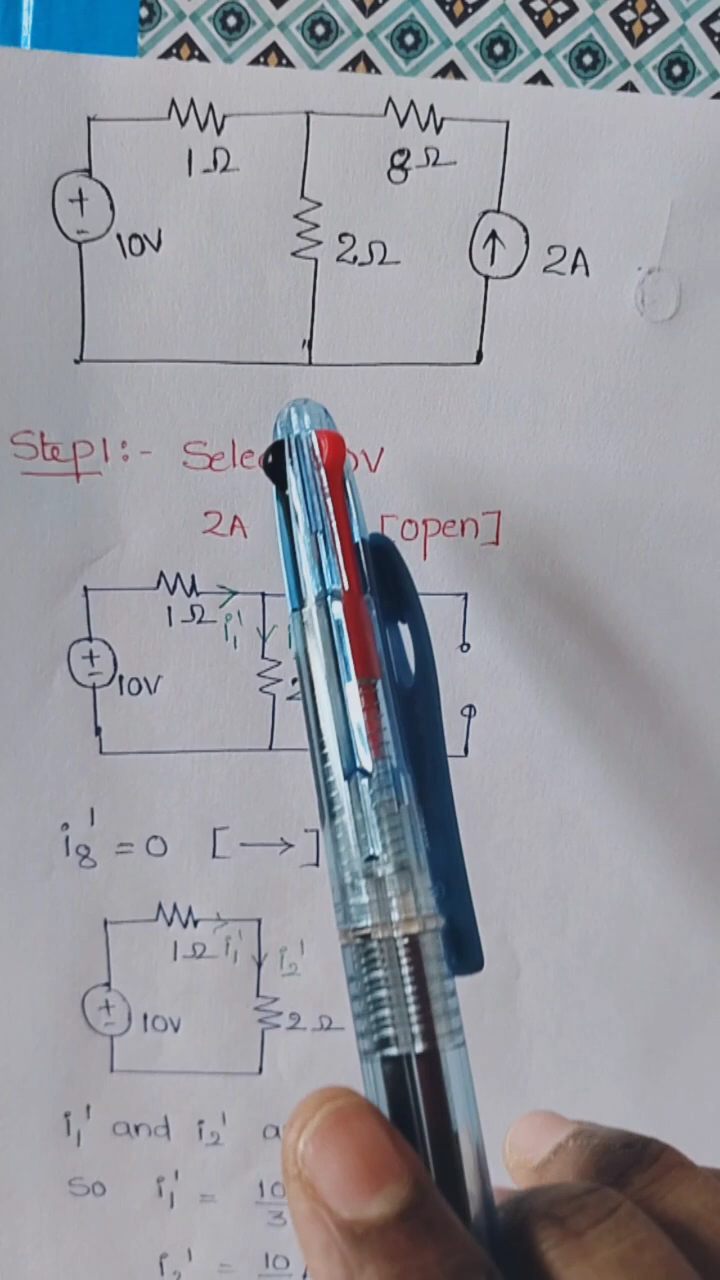 1Ω 8Ω
+
-
10V 2Ω 2A
Step1:-
2A [open]
1Ω i₁'
+
-
10V
i₈' = 0 [→]
1Ω i₁' i₂'
+
-
10V 2Ω
i₁' and i₂'
So i₁' = 10/3
i₂' = 10